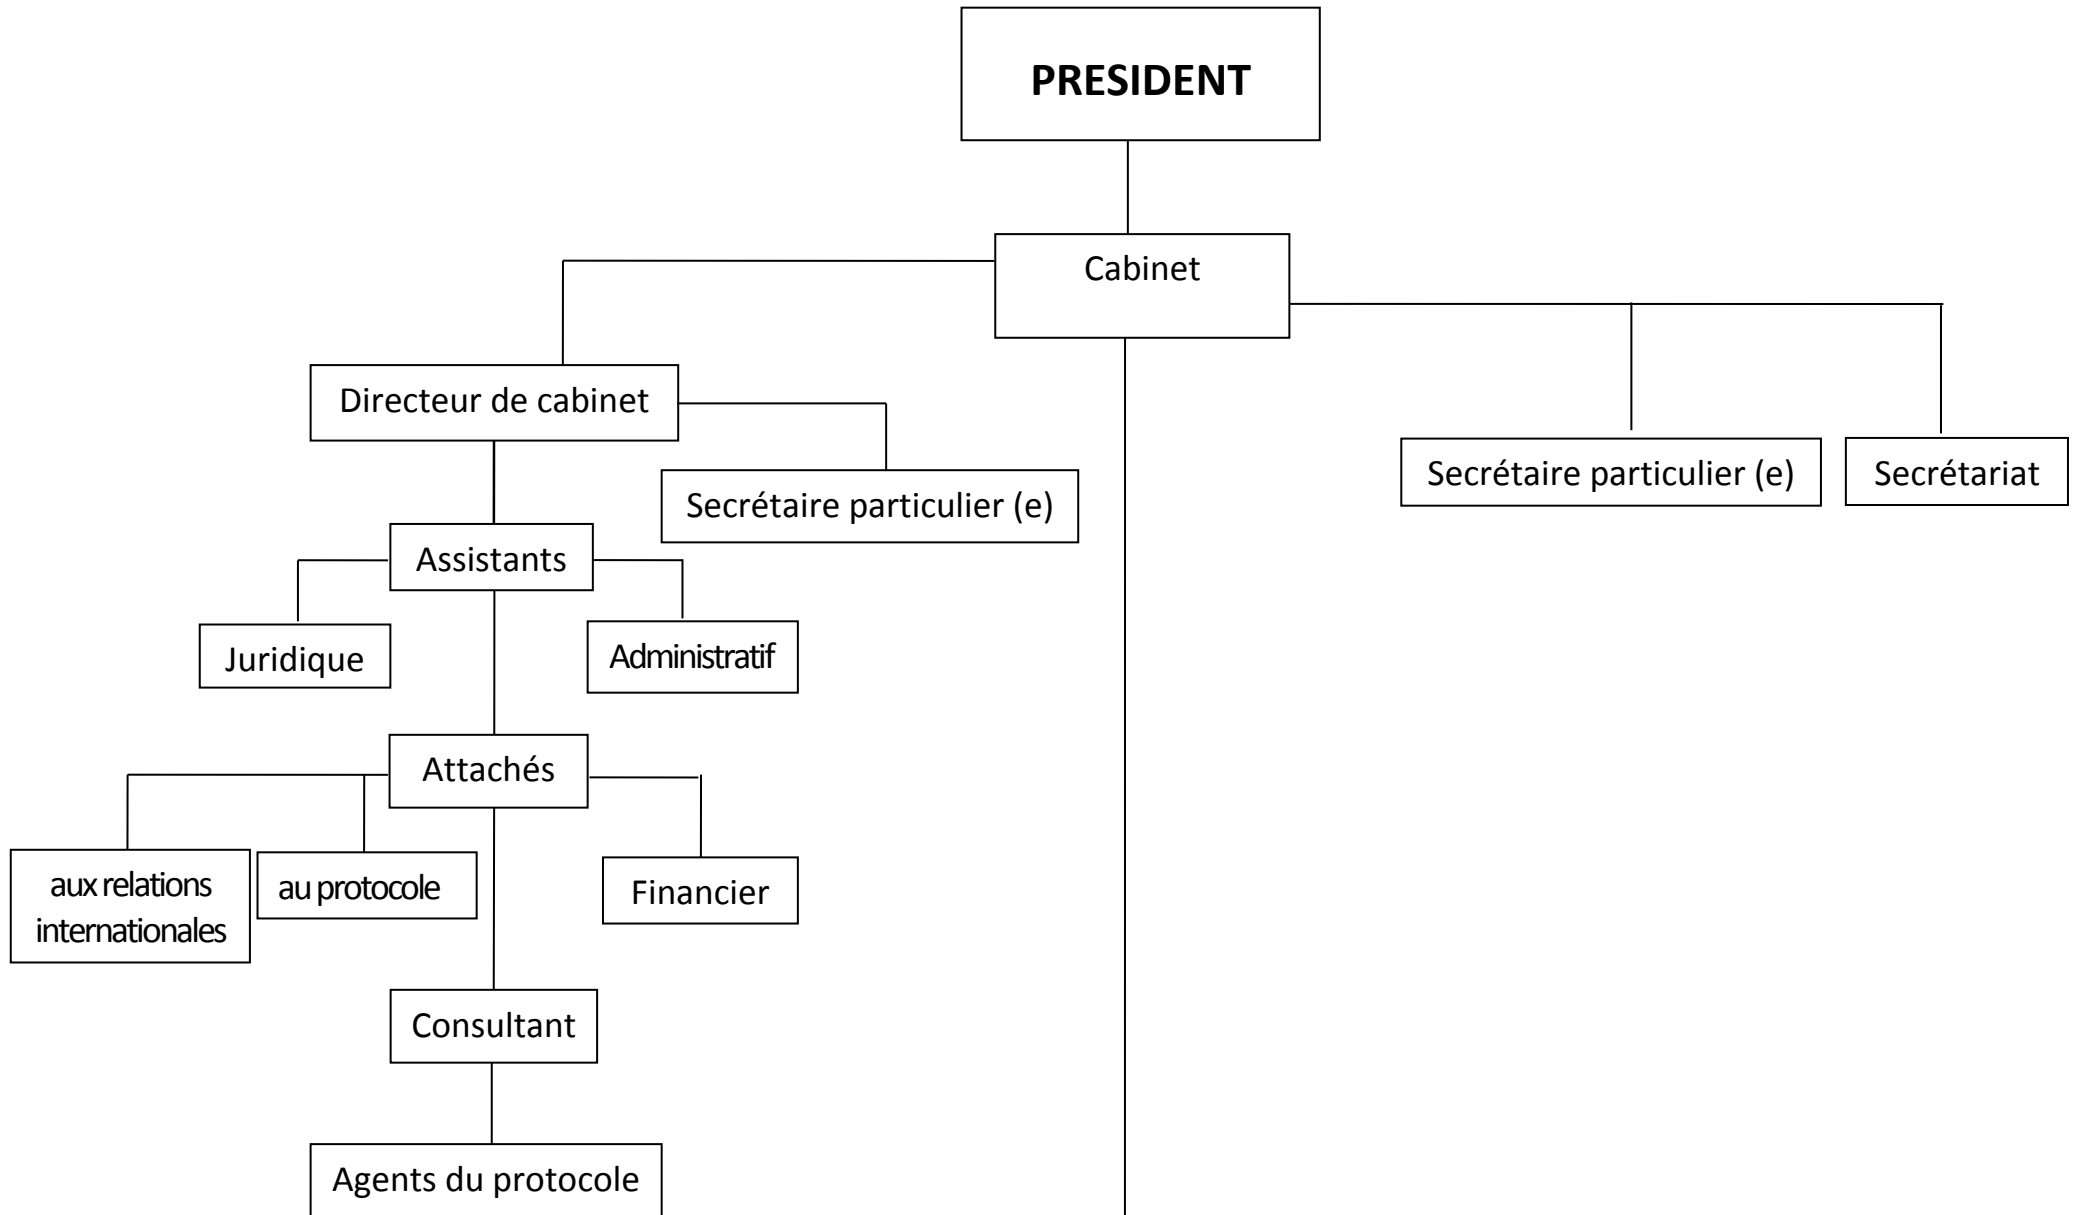 PRESIDENT
Cabinet
Directeur de cabinet
Secrétaire particulier (e)
Secrétaire particulier (e)
Secrétariat
Assistants
Juridique
Administratif
Attachés
aux relations
internationales
au protocole
Financier
Consultant
Agents du protocole